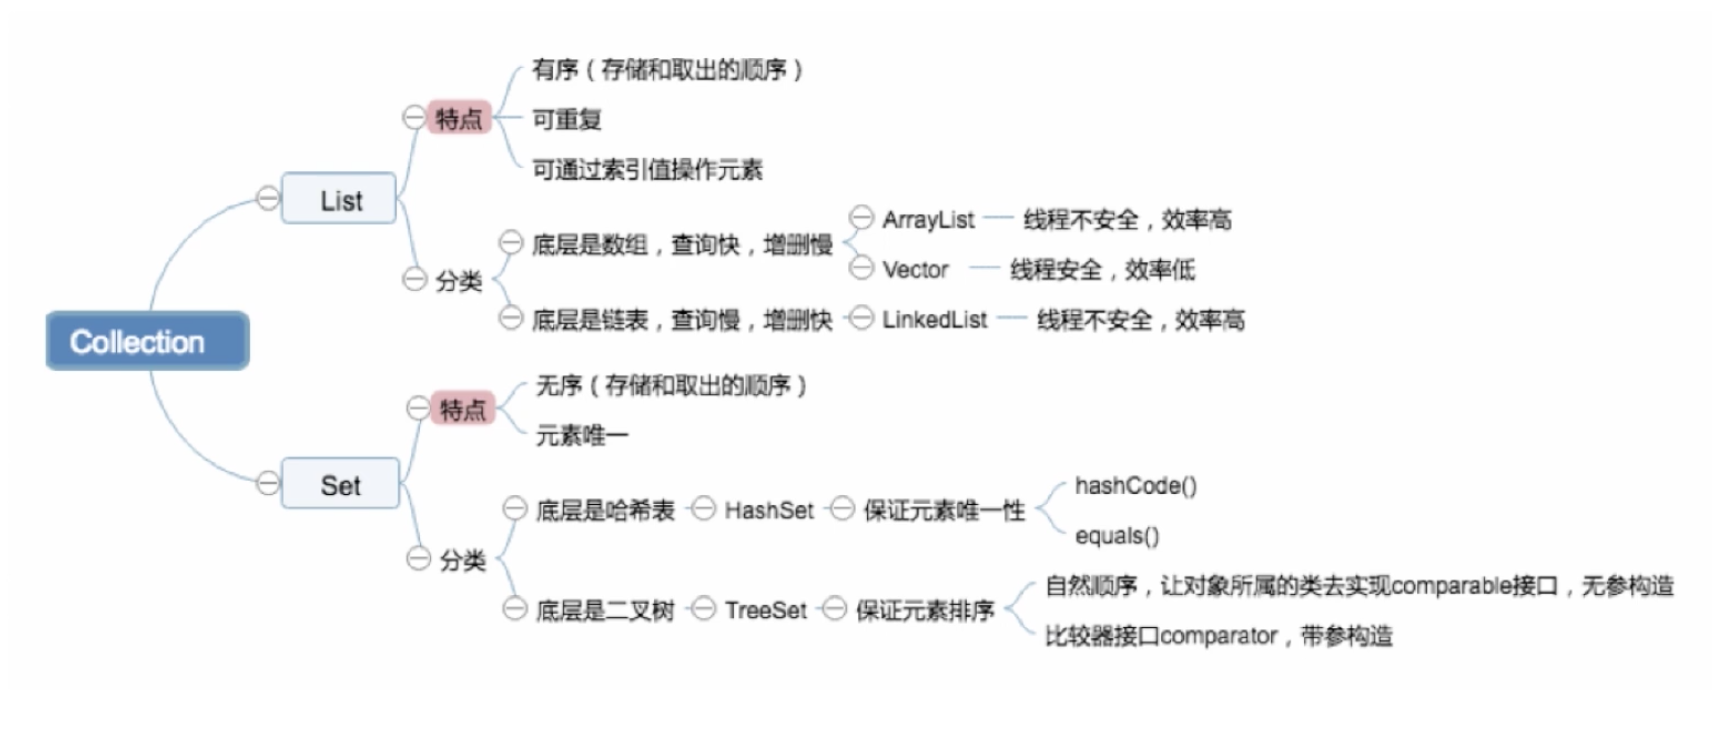 Collection
List
特点
有序（存储和取出的顺序）
可重复
可通过索引值操作元素
分类
底层是数组，查询快，增删慢
ArrayList
线程不安全，效率高
Vector
线程安全，效率低
底层是链表，查询慢，增删快
LinkedList
线程不安全，效率高
Set
特点
无序（存储和取出的顺序）
元素唯一
分类
底层是哈希表
HashSet
保证元素唯一性
hashCode()
equals()
底层是二叉树
TreeSet
保证元素排序
自然顺序，让对象所属的类去实现comparable接口，无参构造
比较器接口comparator，带参构造